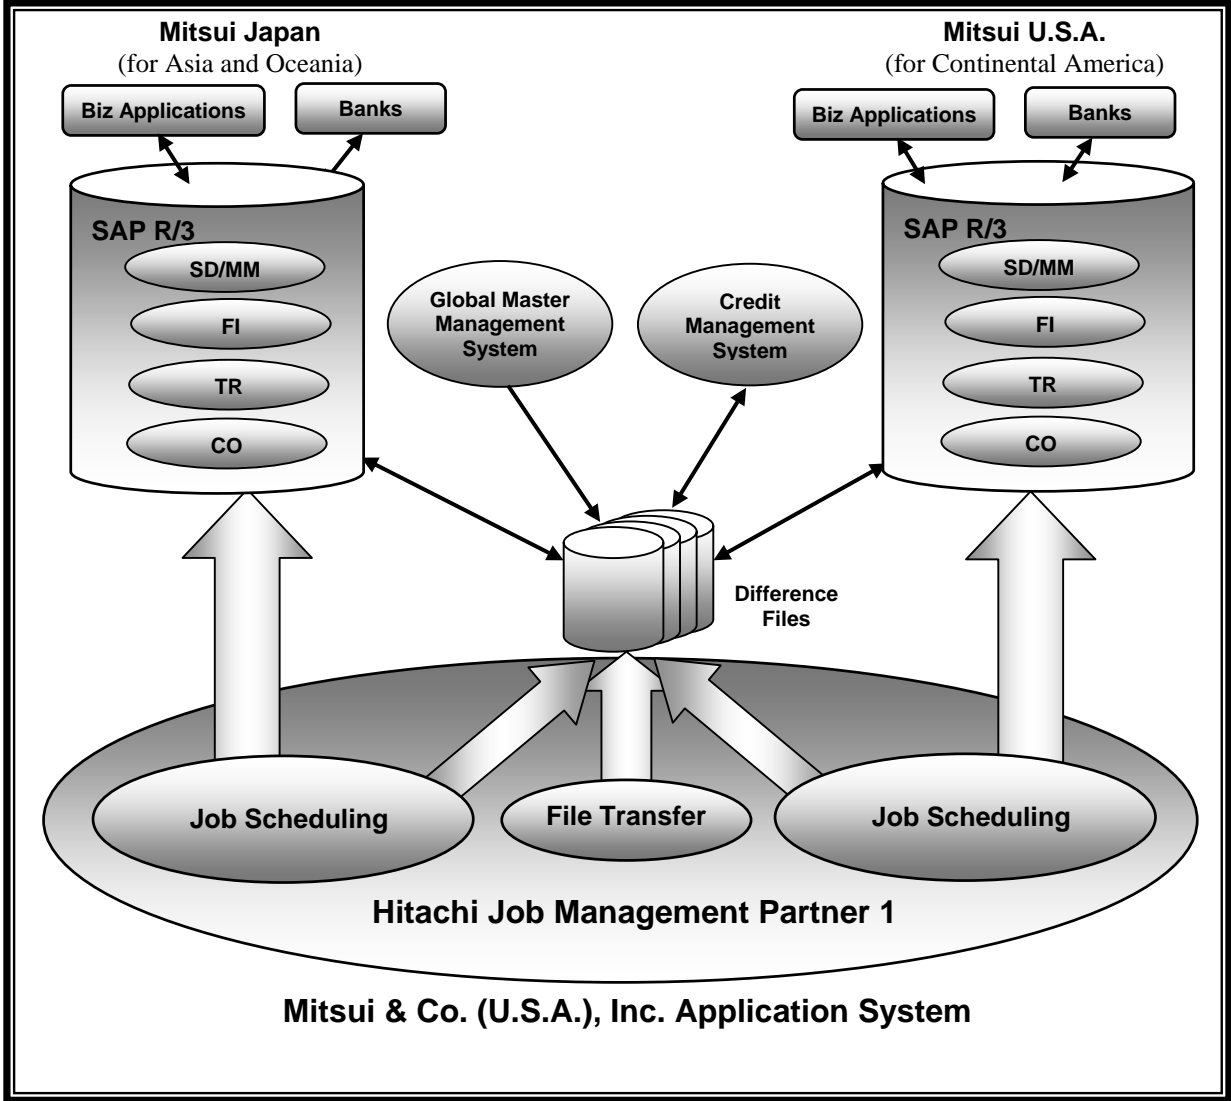 Mitsui Japan
(for Asia and Oceania)
Biz Applications
Banks
SAP R/3
SD/MM
FI
TR
CO
Mitsui U.S.A.
(for Continental America)
Biz Applications
Banks
SAP R/3
SD/MM
FI
TR
CO
Global Master
Management
System
Credit
Management
System
Difference
Files
Job Scheduling
File Transfer
Job Scheduling
Hitachi Job Management Partner 1
Mitsui & Co. (U.S.A.), Inc. Application System